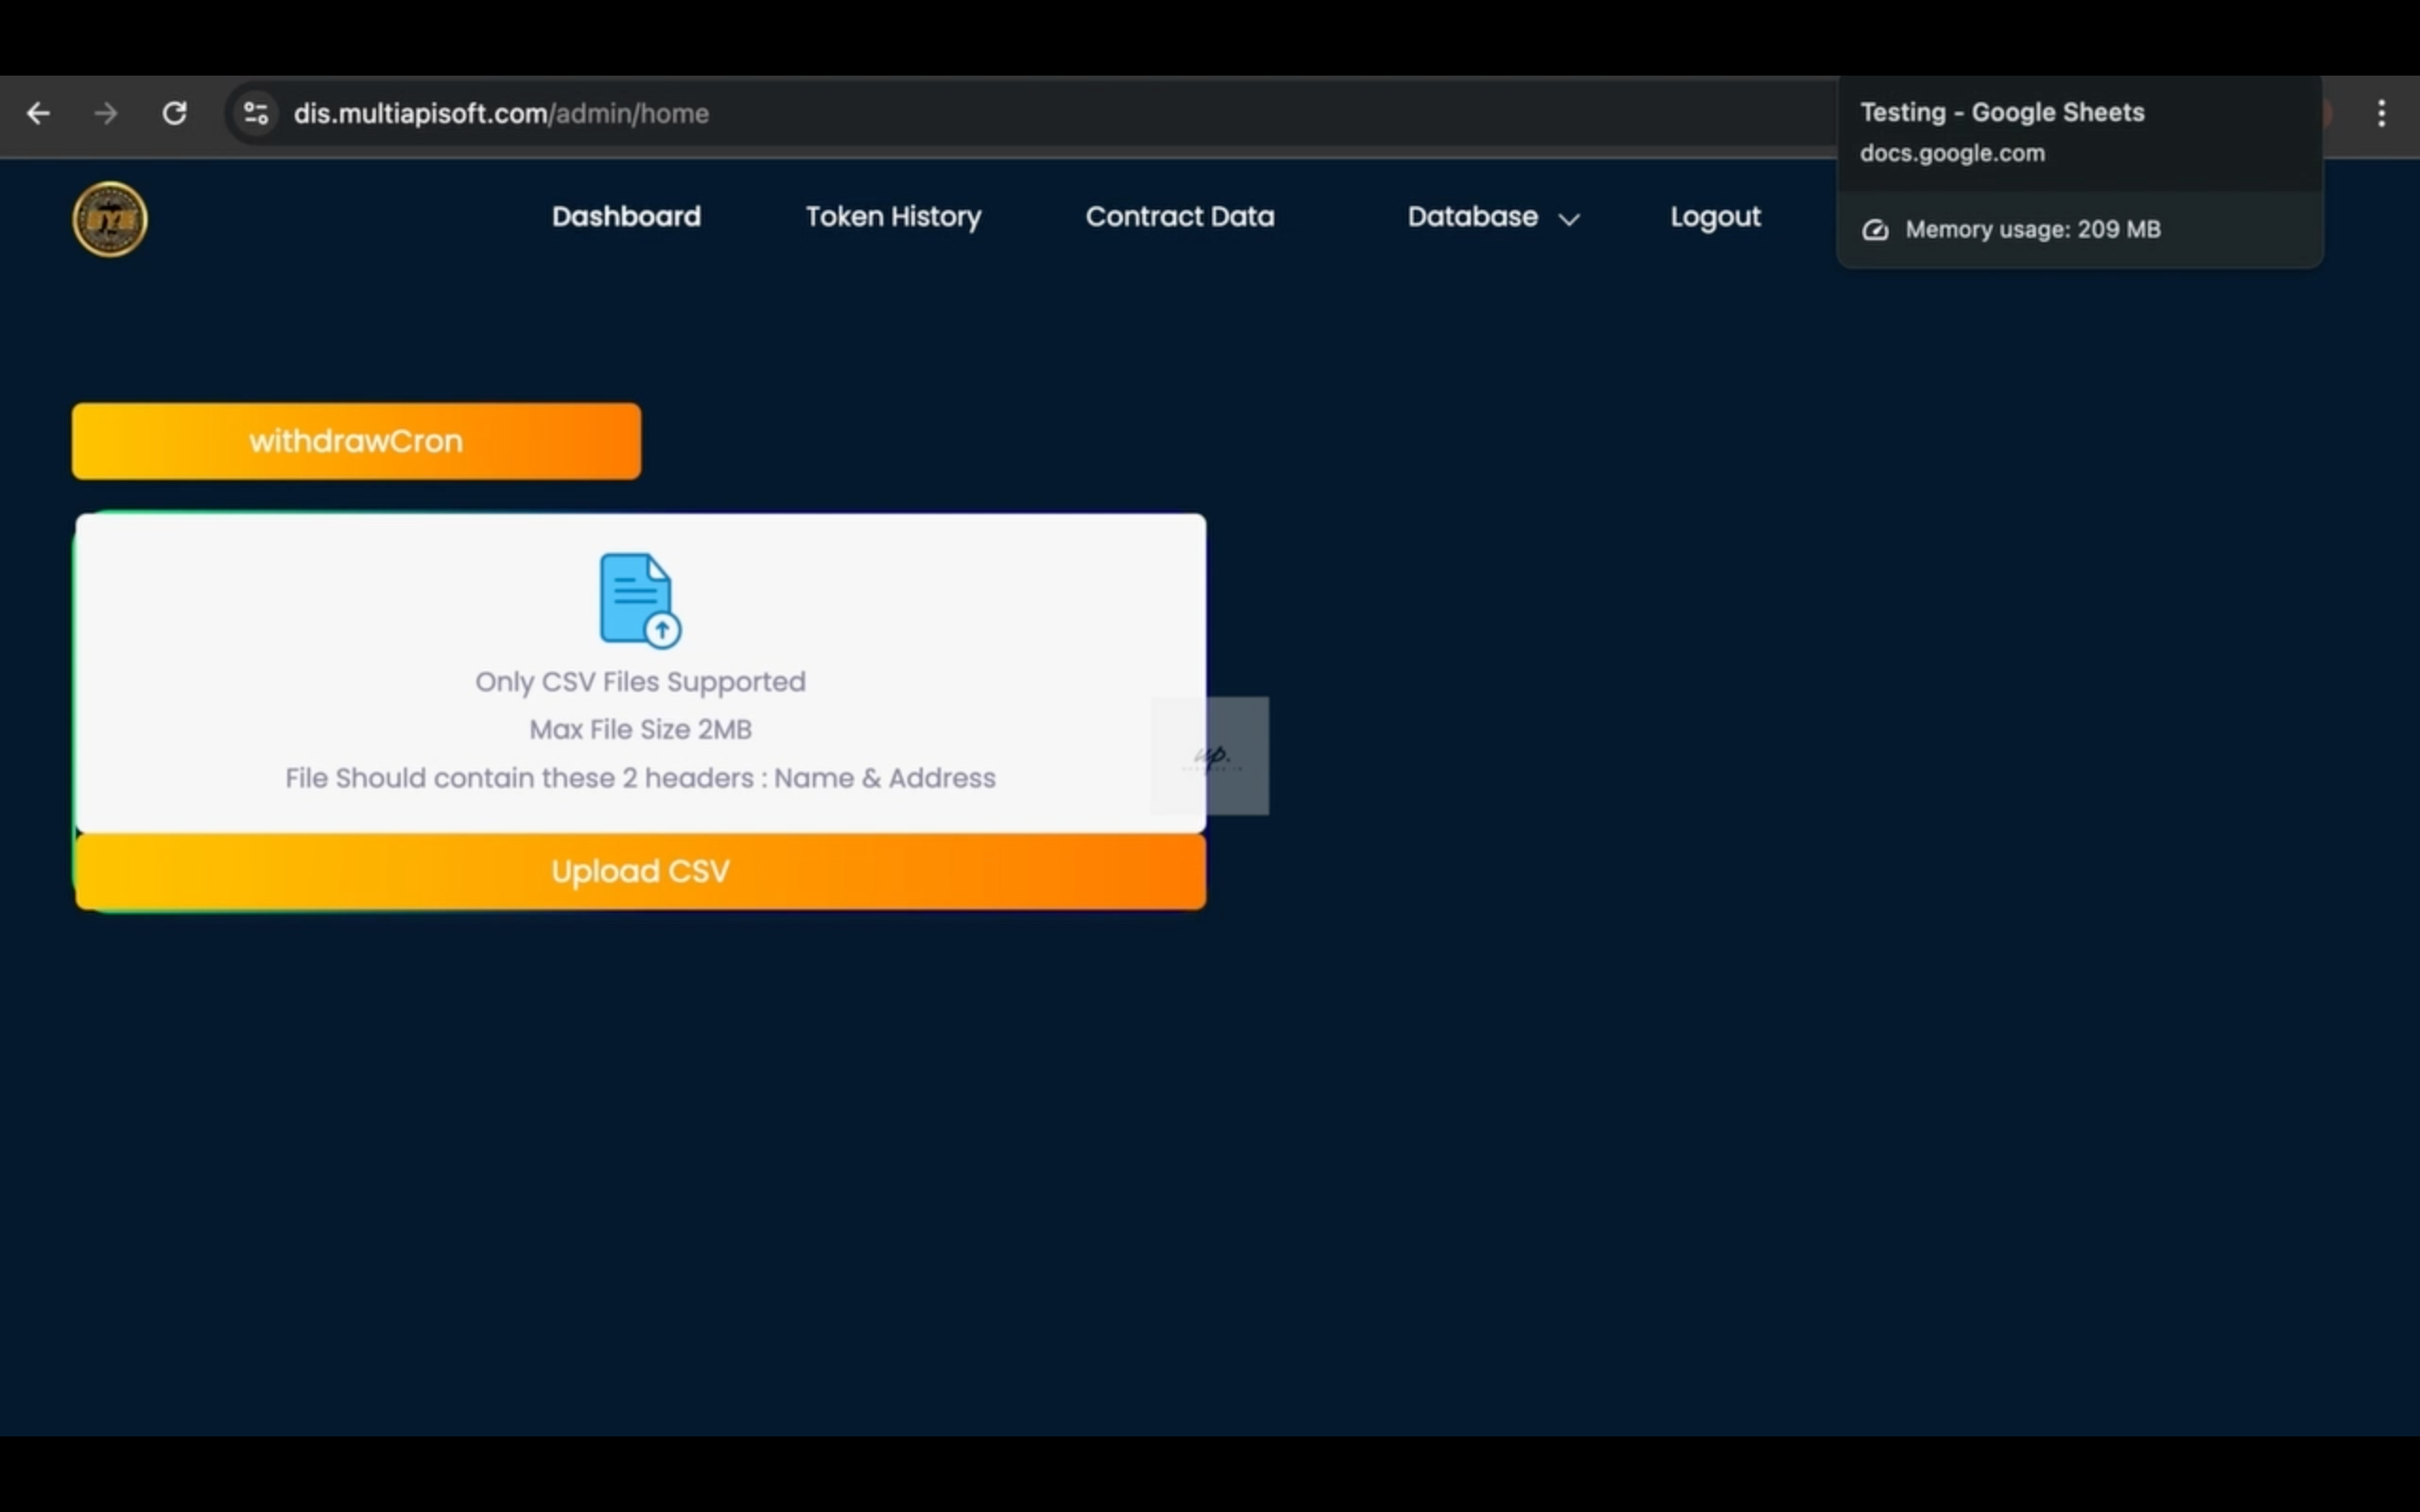 dis.multiapisoft.com/admin/home
Testing - Google Sheets
docs.google.com
Memory usage: 209 MB
Dashboard
Token History
Contract Data
Database
Logout
withdrawCron
Only CSV Files Supported
Max File Size 2MB
File Should contain these 2 headers : Name & Address
up.
Upload CSV